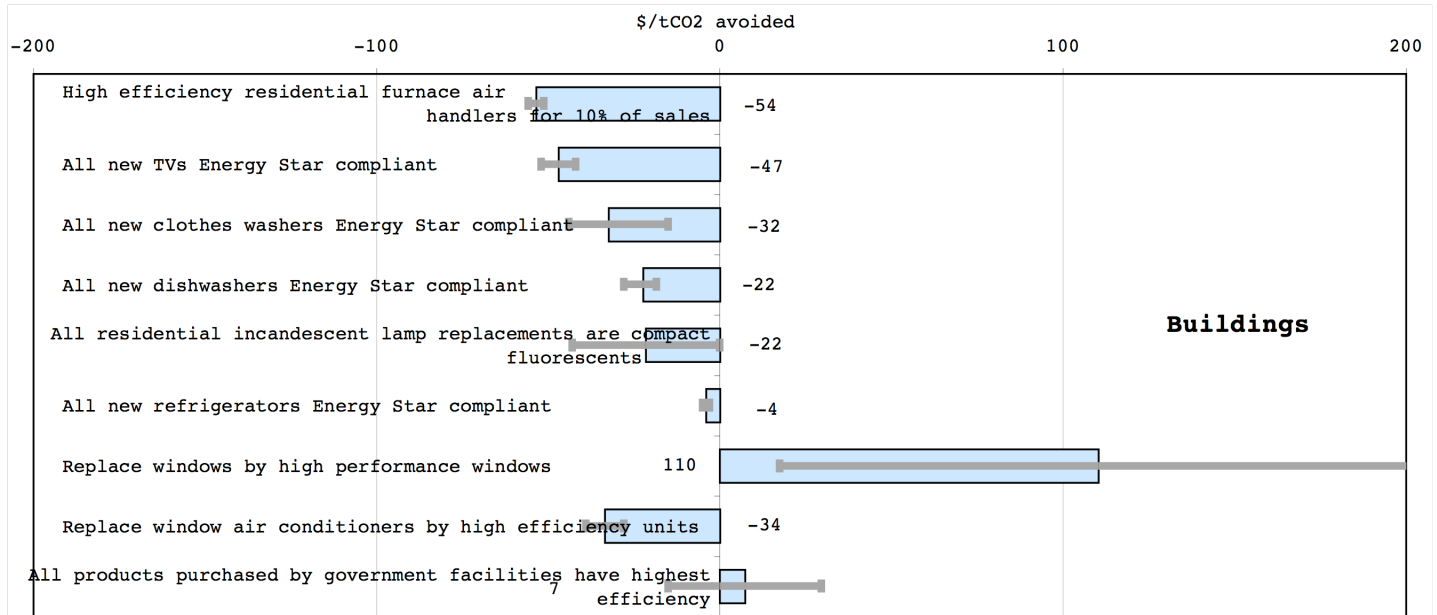 $/tCO2 avoided
-200 -100 0 100 200
High efficiency residential furnace air
handlers for 10% of sales
-54
All new TVs Energy Star compliant
-47
All new clothes washers Energy Star compliant
-32
All new dishwashers Energy Star compliant
-22
Buildings
All residential incandescent lamp replacements are compact
fluorescents
-22
All new refrigerators Energy Star compliant
-4
Replace windows by high performance windows
110
Replace window air conditioners by high efficiency units
-34
All products purchased by government facilities have highest
efficiency
7